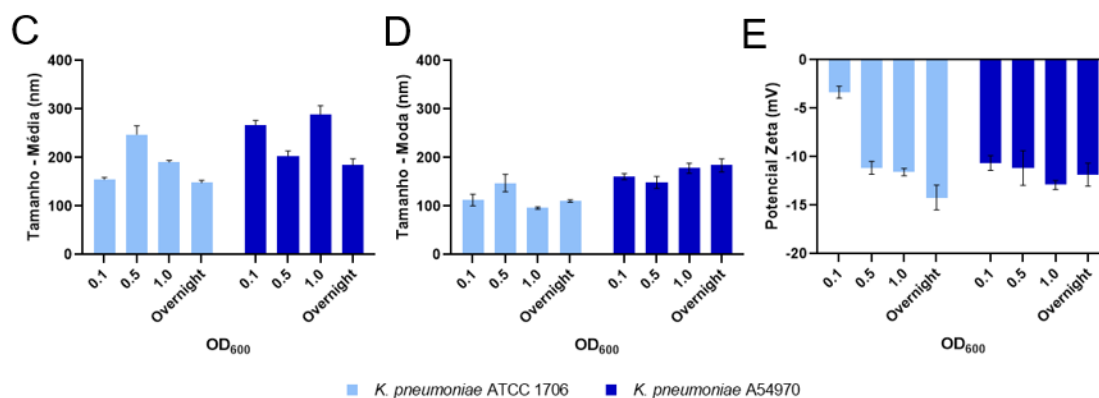 C
Tamanho - Média (nm)
400
300
200
100
0
0.1
0.5
1.0
Overnight
0.1
0.5
1.0
Overnight
OD600
D
Tamanho - Moda (nm)
400
300
200
100
0
0.1
0.5
1.0
Overnight
0.1
0.5
1.0
Overnight
OD600
E
Potencial Zeta (mV)
0
-5
-10
-15
-20
0.1
0.5
1.0
Overnight
0.1
0.5
1.0
Overnight
OD600
K. pneumoniae ATCC 1706
K. pneumoniae A54970